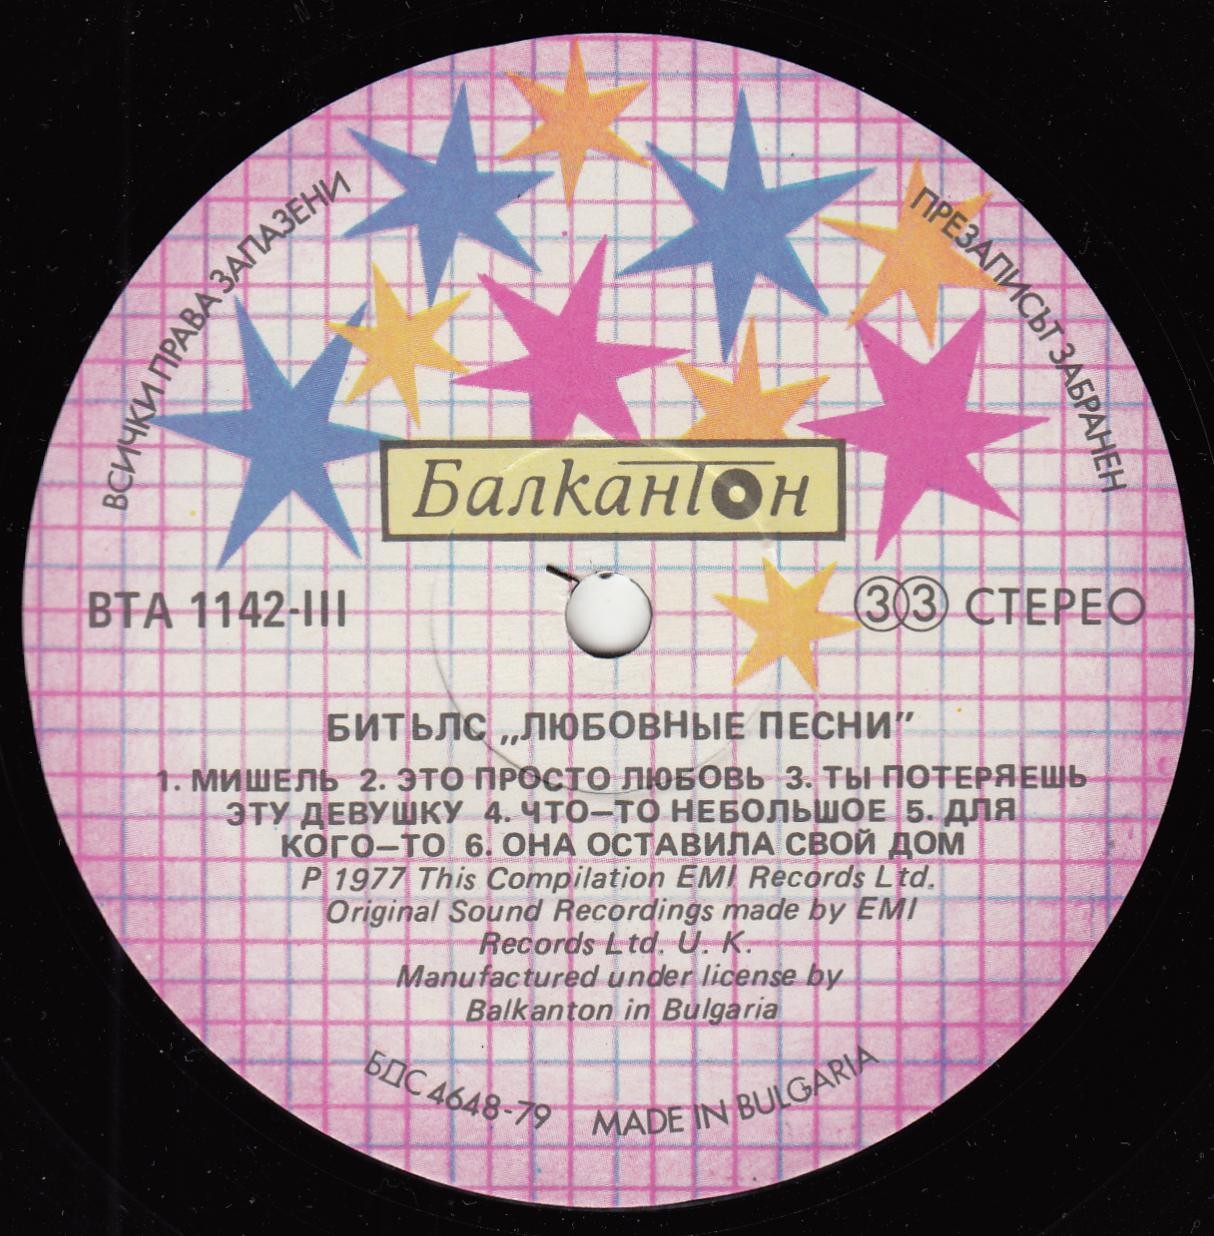 ВСИЧКИ ПРАВА ЗАПАЗЕНИ
ПРЕЗАПИСЪТ ЗАБРАНЕН
Балкантон
ВТА 1142-III
33 СТЕРЕО
БИТЪЛС „ЛЮБОВНЫЕ ПЕСНИ”
1. МИШЕЛЬ 2. ЭТО ПРОСТО ЛЮБОВЬ 3. ТЫ ПОТЕРЯЕШЬ
ЭТУ ДЕВУШКУ 4. ЧТО–ТО НЕБОЛЬШОЕ 5. ДЛЯ
КОГО–ТО 6. ОНА ОСТАВИЛА СВОЙ ДОМ
P 1977 This Compilation EMI Records Ltd.
Original Sound Recordings made by EMI
Records Ltd. U. K.
Manufactured under license by
Balkanton in Bulgaria
БДС 4648-79 MADE IN BULGARIA